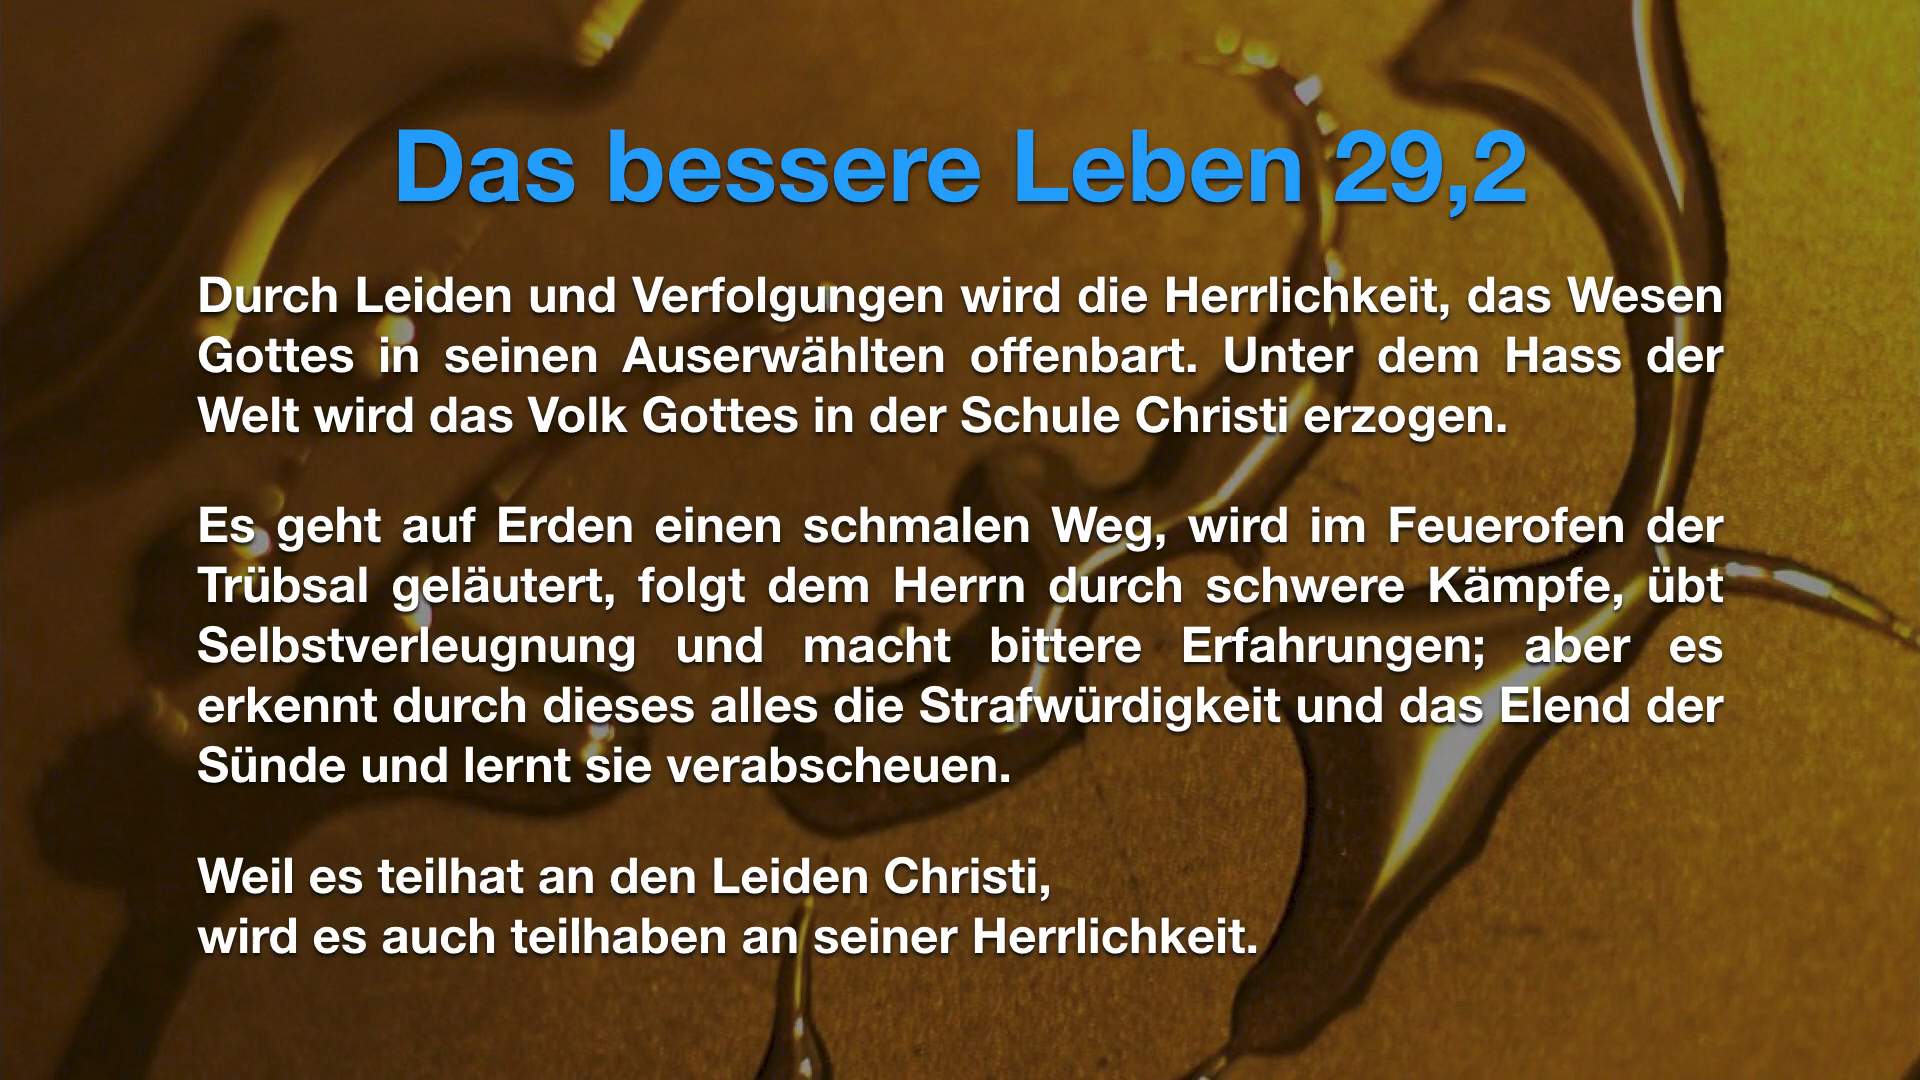 Das bessere Leben 29,2
Durch Leiden und Verfolgungen wird die Herrlichkeit, das Wesen
Gottes in seinen Auserwählten offenbart. Unter dem Hass der
Welt wird das Volk Gottes in der Schule Christi erzogen.
Es geht auf Erden einen schmalen Weg, wird im Feuerofen der
Trübsal geläutert, folgt dem Herrn durch schwere Kämpfe, übt
Selbstverleugnung und macht bittere Erfahrungen; aber es
erkennt durch dieses alles die Strafwürdigkeit und das Elend der
Sünde und lernt sie verabscheuen.
Weil es teilhat an den Leiden Christi,
wird es auch teilhaben an seiner Herrlichkeit.